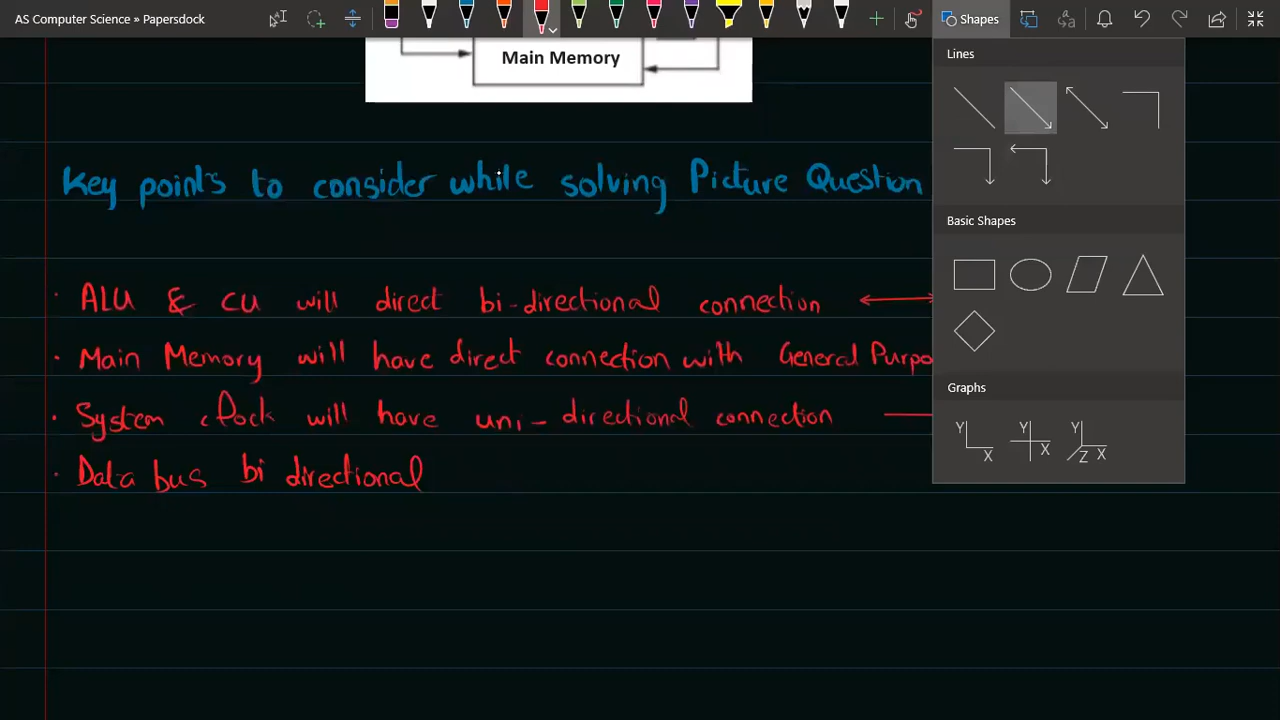 AS Computer Science » Papersdock
Shapes
Main Memory
Lines
Key points to consider while solving Picture Question
Basic Shapes
· ALU & CU will direct bi-directional connection
· Main Memory will have direct connection with General Purpo
· System clock will have uni-directional connection
· Data bus bi directional
Graphs
Y X Y X Y Z X